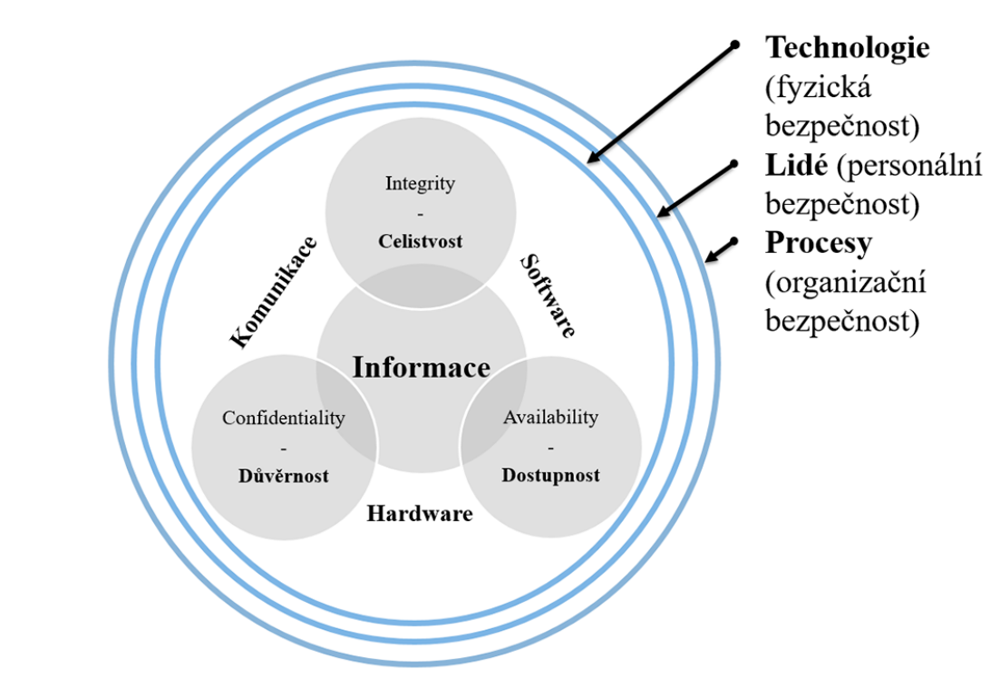 Technologie
(fyzická
bezpečnost)
Lidé (personální
bezpečnost)
Procesy
(organizační
bezpečnost)
Integrity
-
Celistvost
Komunikace
Software
Informace
Confidentiality
-
Důvěrnost
Availability
-
Dostupnost
Hardware